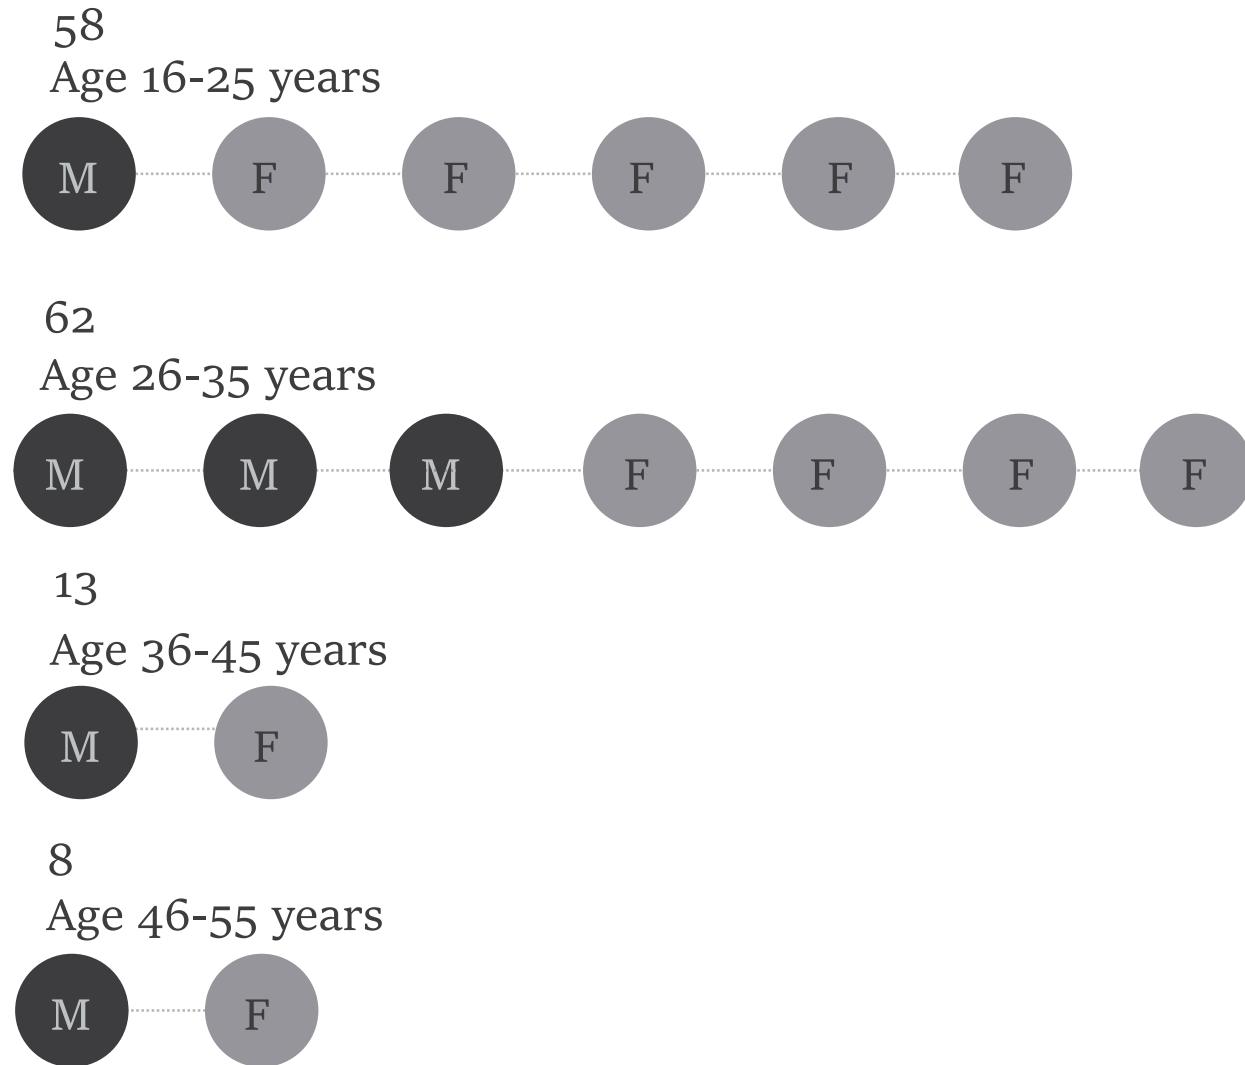 58
Age 16-25 years
M F F F F F
62
Age 26-35 years
M M M F F F F
13
Age 36-45 years
M F
8
Age 46-55 years
M F